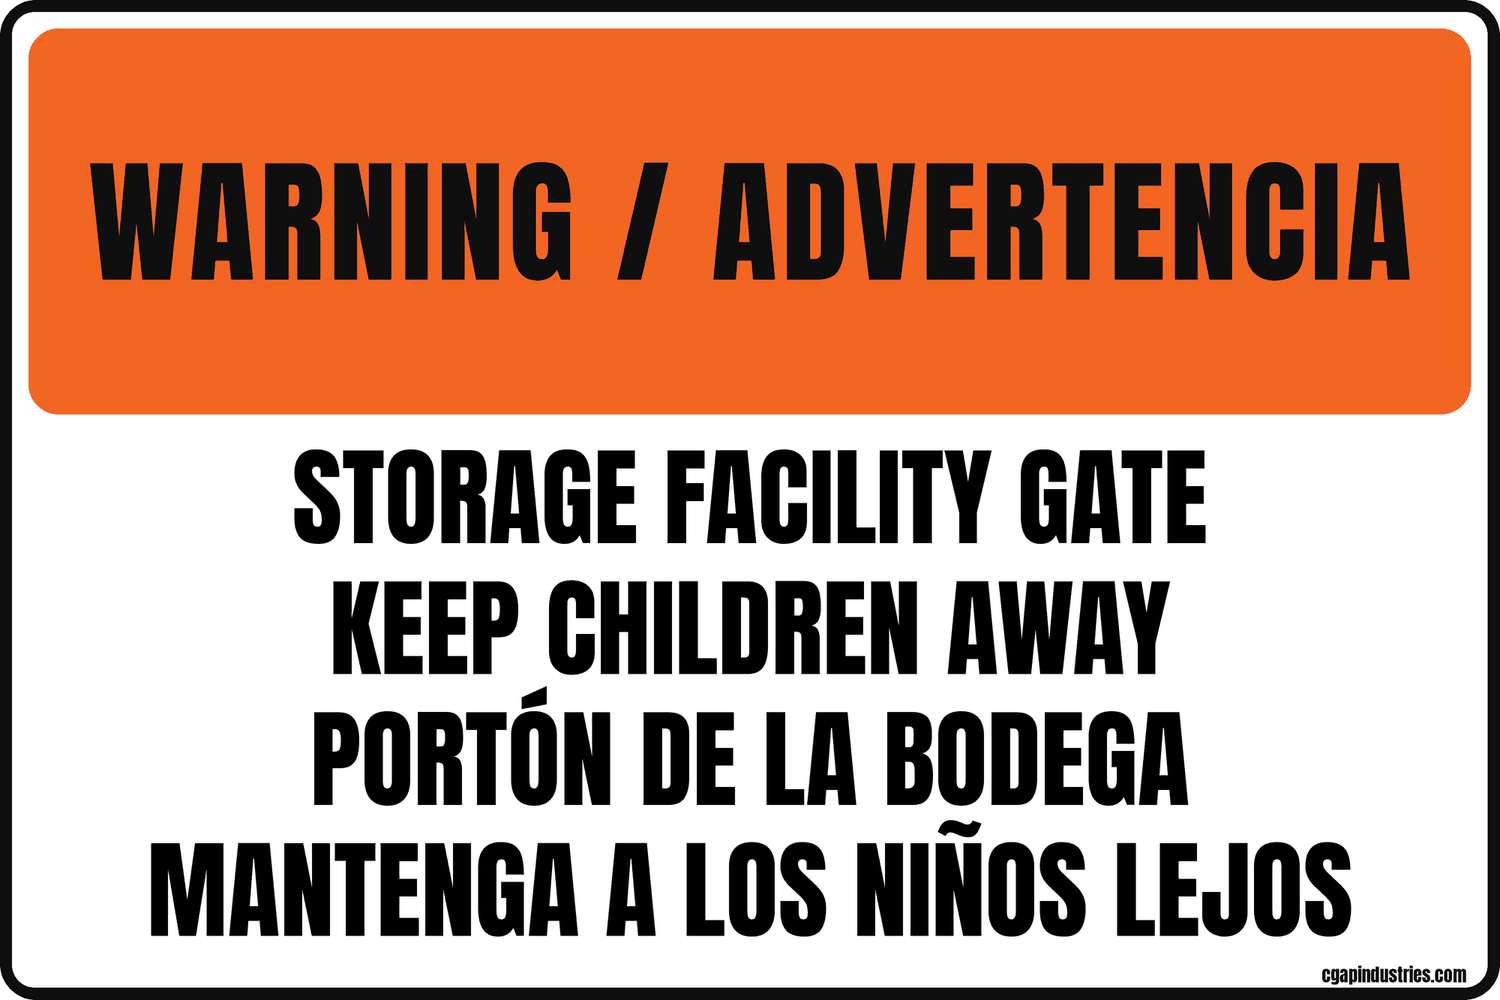 WARNING / ADVERTENCIA
STORAGE FACILITY GATE
KEEP CHILDREN AWAY
PORTÓN DE LA BODEGA
MANTENGA A LOS NIÑOS LEJOS
cgapindustries.com